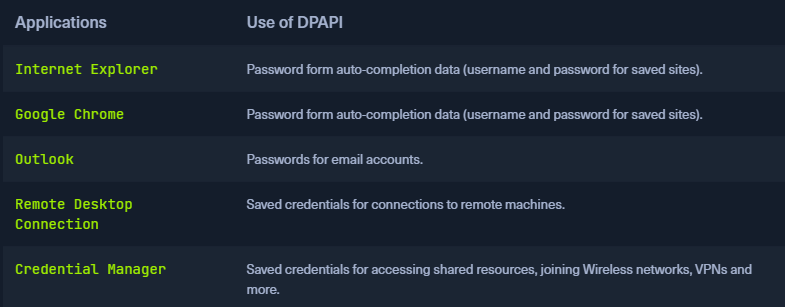 Applications Use of DPAPI
Internet Explorer Password form auto-completion data (username and password for saved sites).
Google Chrome Password form auto-completion data (username and password for saved sites).
Outlook Passwords for email accounts.
Remote Desktop Saved credentials for connections to remote machines.
Connection
Credential Manager Saved credentials for accessing shared resources, joining Wireless networks, VPNs and
more.